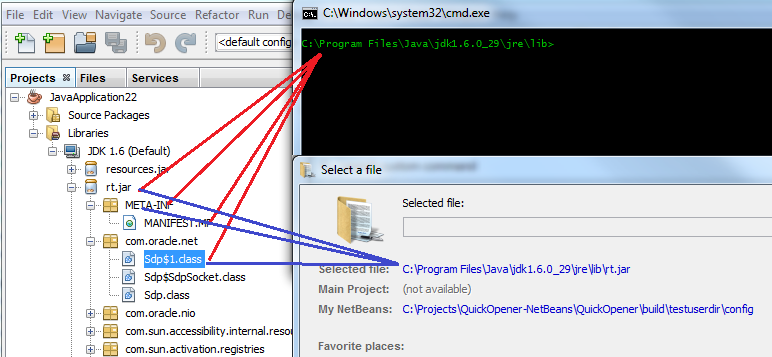 File Edit View Navigate Source Refactor Run Debug
<default config
Projects Files Services
JavaApplication22
Source Packages
Libraries
JDK 1.6 (Default)
resources.jar
rt.jar
META-INF
MANIFEST.MF
com.oracle.net
Sdp$1.class
Sdp$SdpSocket.class
Sdp.class
com.oracle.nio
com.sun.accessibility.internal.resou
com.sun.activation.registries
C:\Windows\system32\cmd.exe
C:\Program Files\Java\jdk1.6.0_29\jre\lib>
Select a file
Selected file:
Selected file: C:\Program Files\Java\jdk1.6.0_29\jre\lib\rt.jar
Main Project: (not available)
My NetBeans: C:\Projects\QuickOpener-NetBeans\QuickOpener\build\testuserdir\config
Favorite places: